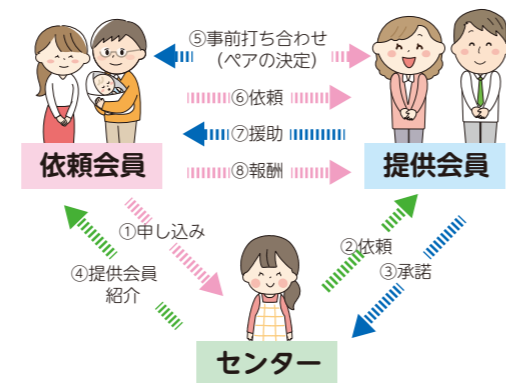 ⑤事前打ち合わせ
(ペアの決定)
⑥依頼
⑦援助
⑧報酬
依頼会員
提供会員
①申し込み
②依頼
③承諾
④提供会員
紹介
センター